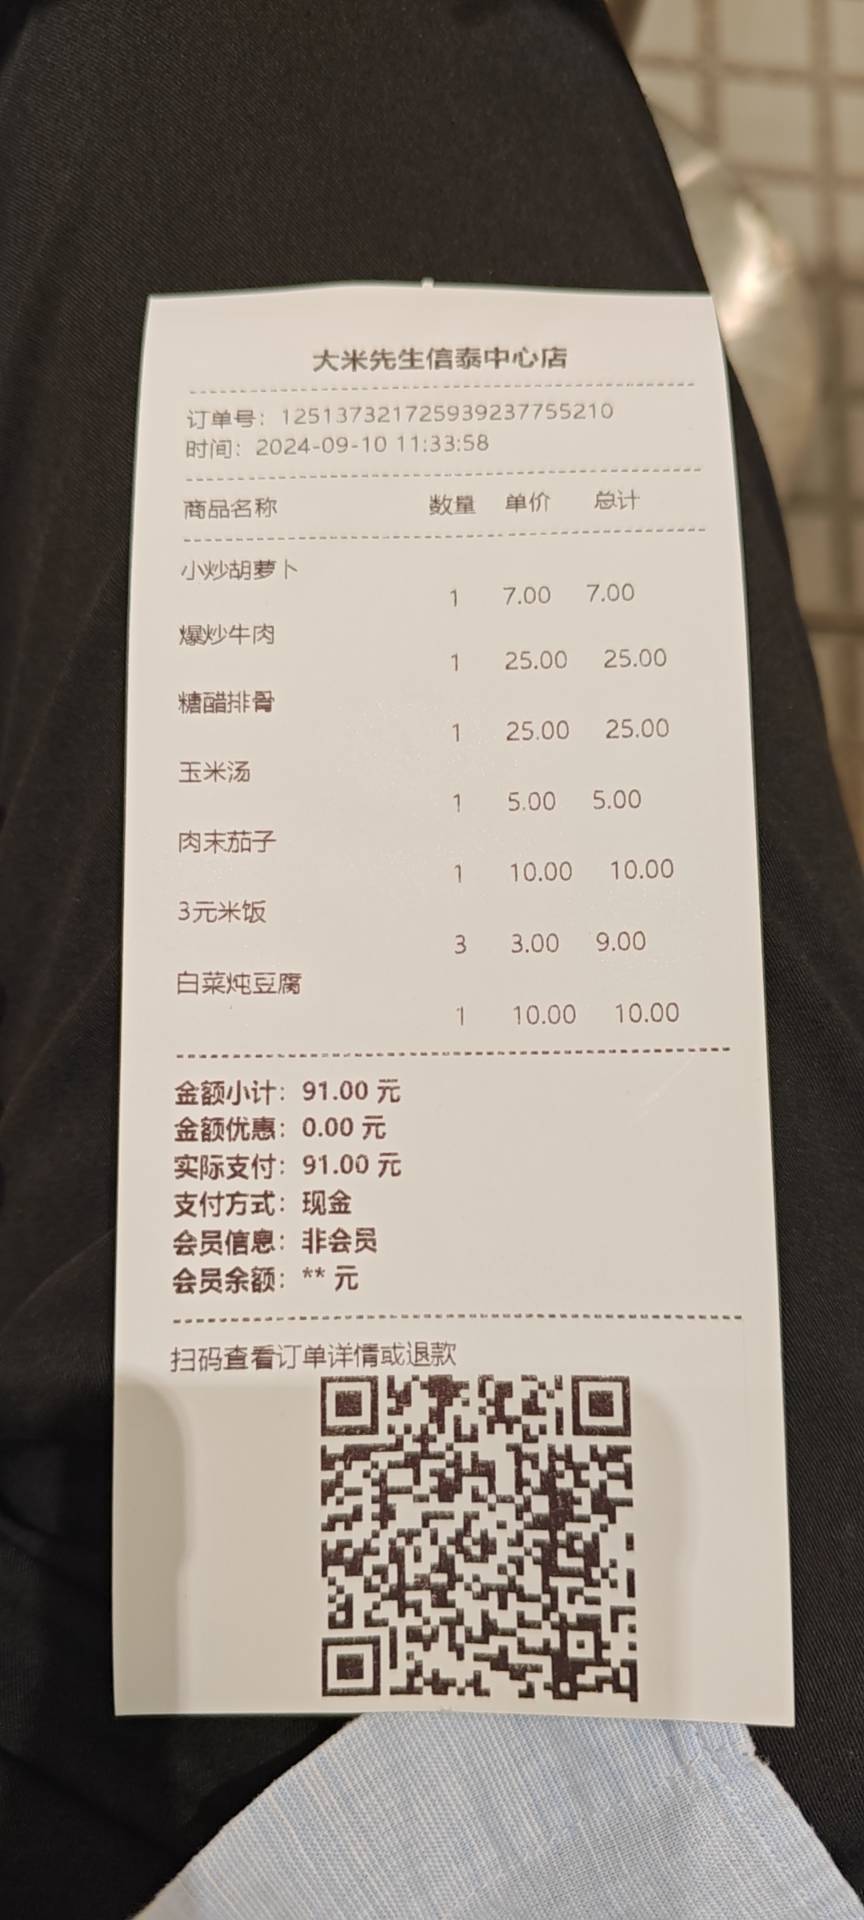 大米先生信泰中心店
订单号：1251373217259392377​55210
时间：2024-09-10 11:33:58
商品名称 数量 单价 总计
小炒胡萝卜
1 7.00 7.00
爆炒牛肉
1 25.00 25.00
糖醋排骨
1 25.00 25.00
玉米汤
1 5.00 5.00
肉末茄子
1 10.00 10.00
3元米饭
3 3.00 9.00
白菜炖豆腐
1 10.00 10.00
金额小计：91.00 元
金额优惠：0.00 元
实际支付：91.00 元
支付方式：现金
会员信息：非会员
会员余额：** 元
扫码查看订单详情或退款